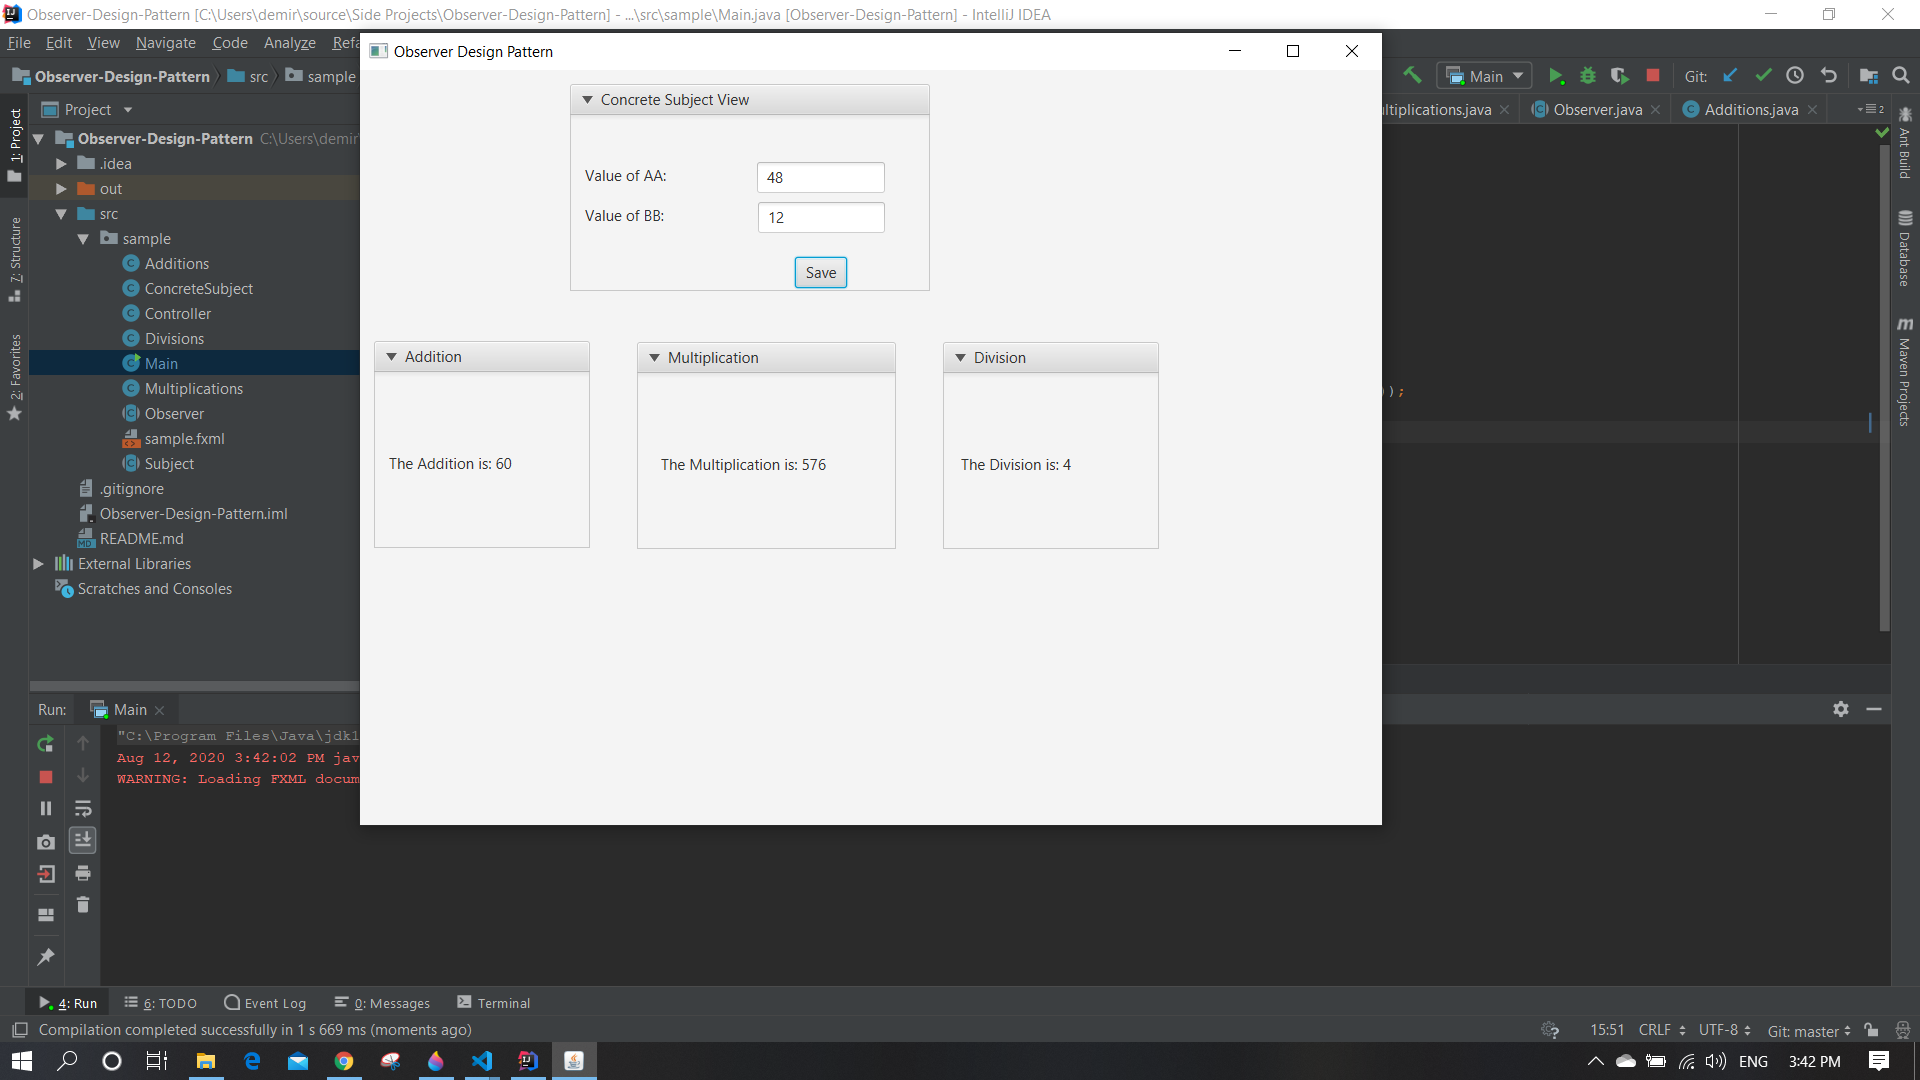 Observer-Design-Pattern [C:\Users\demir\source\Side Projects\Observer-Design-Pattern] - ...\src\sample\Main.java [Observer-Design-Pattern] - IntelliJ IDEA
File Edit View Navigate Code Analyze Refa
Observer-Design-Pattern src sample
Main Git:
Project
ltiplications.java Observer.java Additions.java 2
1: Project
7: Structure
2: Favorites
Observer-Design-Pattern C:\Users\demir
.idea
out
src
sample
Additions
ConcreteSubject
Controller
Divisions
Main
Multiplications
Observer
sample.fxml
Subject
.gitignore
Observer-Design-Pattern.iml
README.md
External Libraries
Scratches and Consoles
Observer Design Pattern
Concrete Subject View
Value of AA: 48
Value of BB: 12
Save
Addition
The Addition is: 60
Multiplication
The Multiplication is: 576
Division
The Division is: 4
));
Ant Build
Database
Maven Projects
Run: Main
"C:\Program Files\Java\jdk1
Aug 12, 2020 3:42:02 PM jav
WARNING: Loading FXML docum
4: Run 6: TODO Event Log 0: Messages Terminal
Compilation completed successfully in 1 s 669 ms (moments ago)
15:51 CRLF UTF-8 Git: master
ENG 3:42 PM